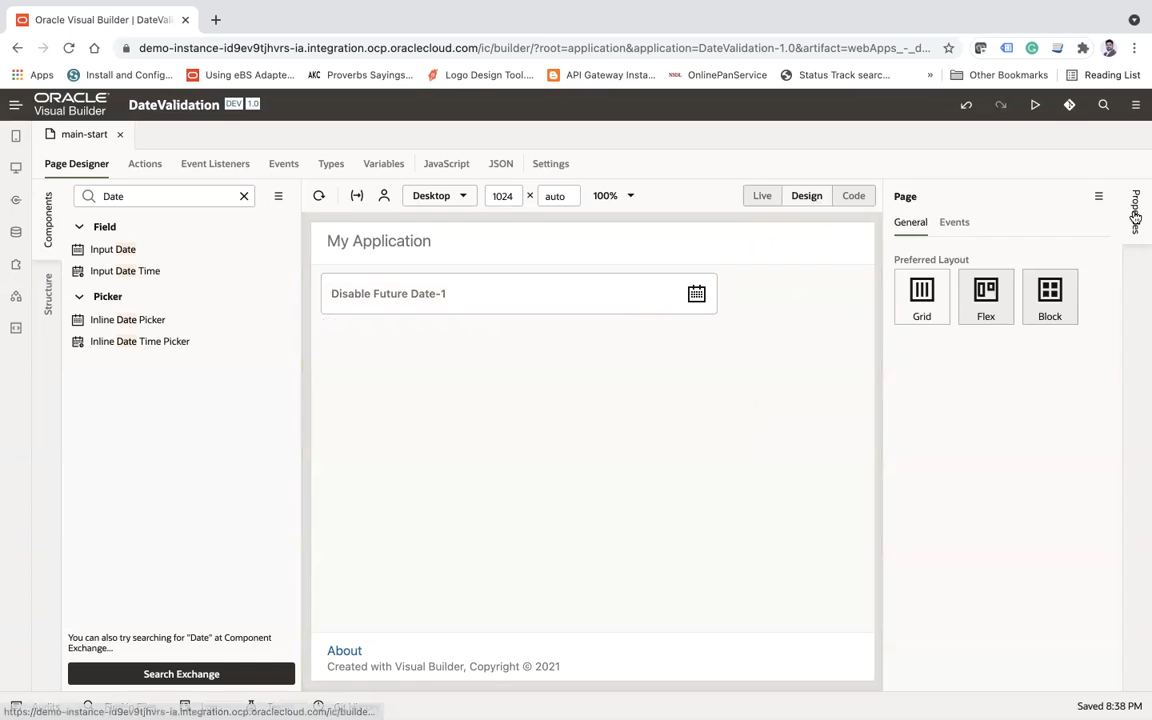 Oracle Visual Builder | DateVali
demo-instance-id9ev9tjhvrs-ia.integration.ocp.oraclecloud.com/ic/builder/?root=application&application=DateValidation-1.0&artifact=webApps_-_d...
Apps
Install and Config...
Using eBS Adapte...
AKC Proverbs Sayings...
Logo Design Tool....
API Gateway Insta...
NSDL OnlinePanService
Status Track searc...
»
Other Bookmarks
Reading List
ORACLE
Visual Builder
DateValidation
DEV
1.0
main-start
Page Designer
Actions
Event Listeners
Events
Types
Variables
JavaScript
JSON
Settings
Components
Structure
Date
Field
Input Date
Input Date Time
Picker
Inline Date Picker
Inline Date Time Picker
You can also try searching for "Date" at Component
Exchange...
Search Exchange
Desktop
1024 × auto
100%
Live
Design
Code
My Application
Disable Future Date-1
About
Created with Visual Builder, Copyright © 2021
Page
General
Events
Preferred Layout
Grid
Flex
Block
Properties
https://demo-instance-id9ev9tjhvrs-ia.integration.ocp.oraclecloud.com/ic/builde...
Saved 8:38 PM